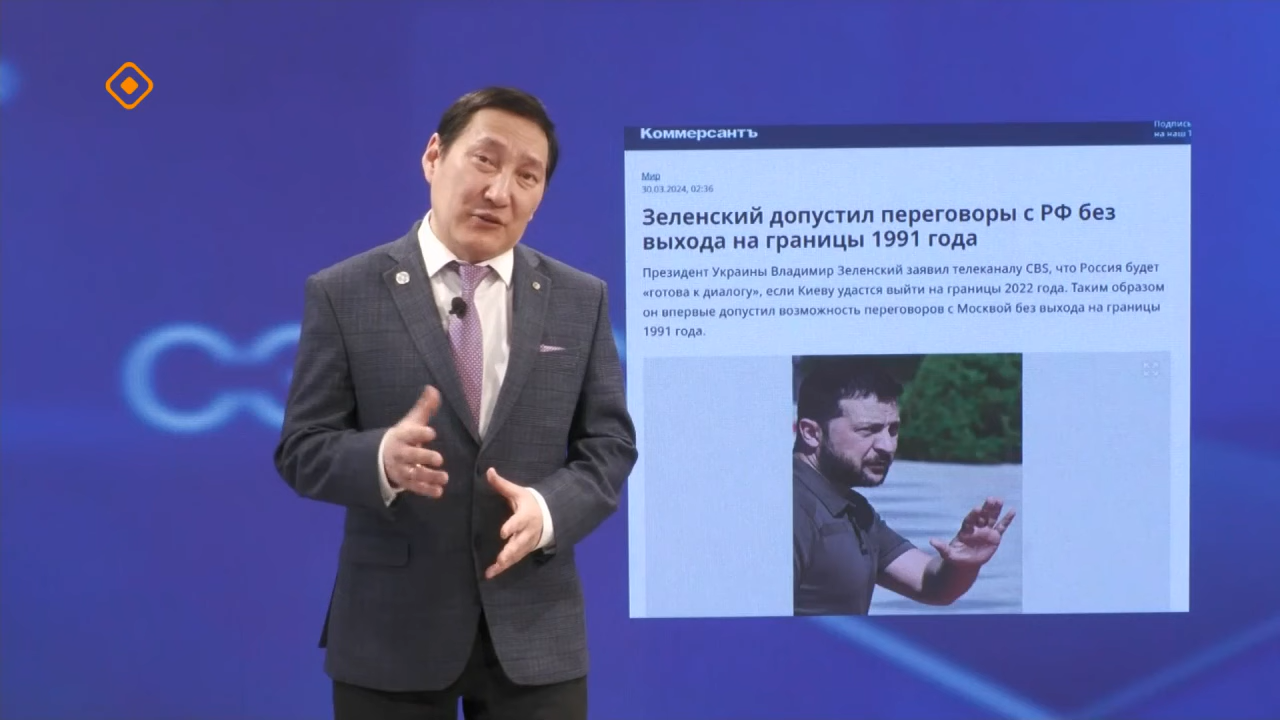 Коммерсантъ
Подпись
на наш Т
Мир
30.03.2024, 02:36
Зеленский допустил переговоры с РФ без
выхода на границы 1991 года
Президент Украины Владимир Зеленский заявил телеканалу CBS, что Россия будет
«готова к диалогу», если Киеву удастся выйти на границы 2022 года. Таким образом
он впервые допустил возможность переговоров с Москвой без выхода на границы
1991 года.